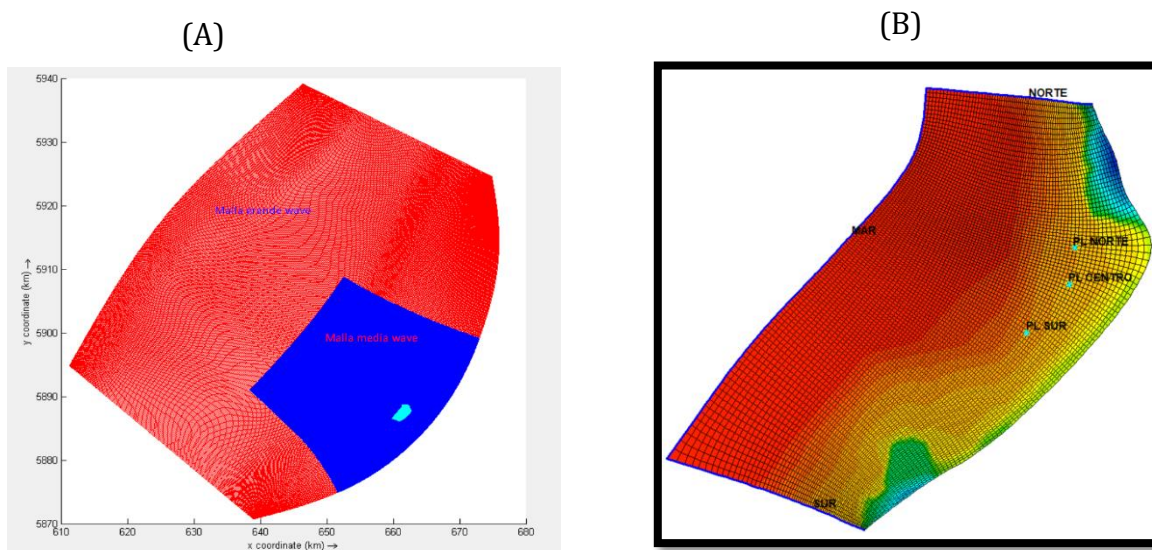 (A)
(B)
5940
5930
5920
5910
5900
5890
5880
5870
y coordinate (km) →
Malla grande wave
Malla media wave
610
620
630
640
650
660
670
680
x coordinate (km) →
NORTE
MAR
PL NORTE
PL CENTRO
PL SUR
SUR